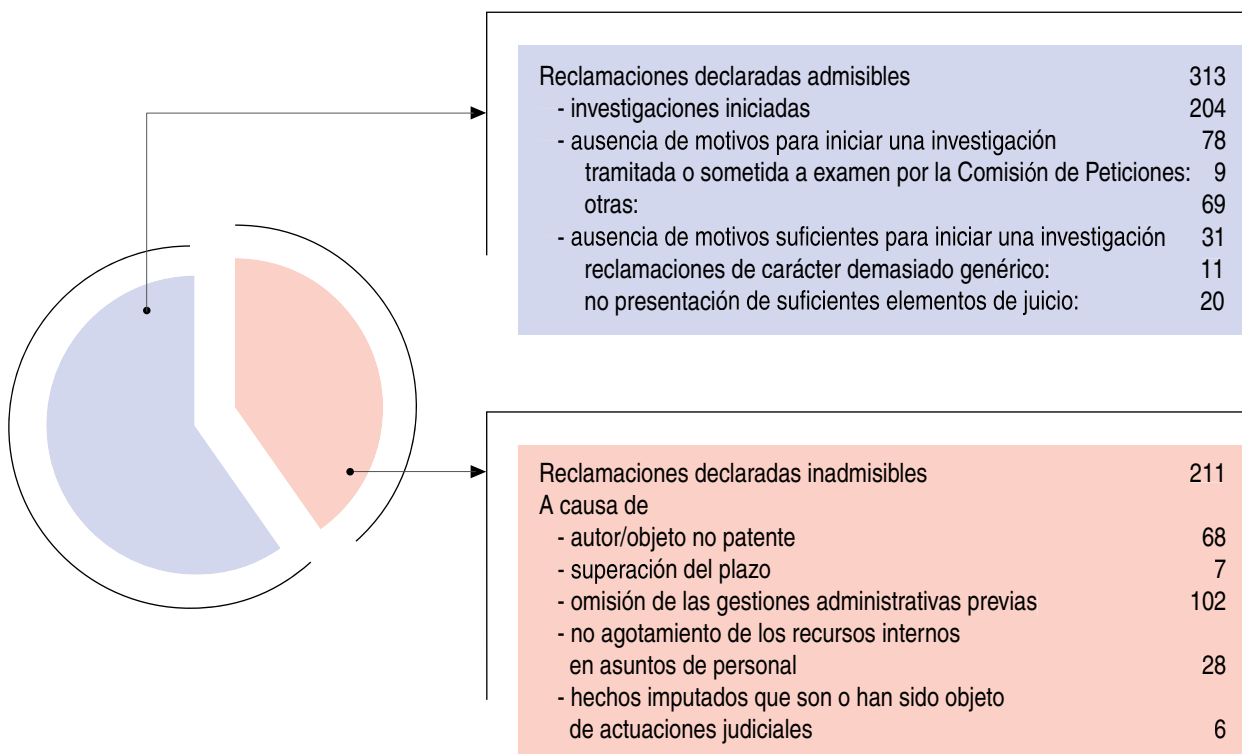 Reclamaciones declaradas admisibles 313
- investigaciones iniciadas 204
- ausencia de motivos para iniciar una investigación 78
tramitada o sometida a examen por la Comisión de Peticiones: 9
otras: 69
- ausencia de motivos suficientes para iniciar una investigación 31
reclamaciones de carácter demasiado genérico: 11
no presentación de suficientes elementos de juicio: 20
Reclamaciones declaradas inadmisibles 211
A causa de
- autor/objeto no patente 68
- superación del plazo 7
- omisión de las gestiones administrativas previas 102
- no agotamiento de los recursos internos
en asuntos de personal 28
- hechos imputados que son o han sido objeto
de actuaciones judiciales 6